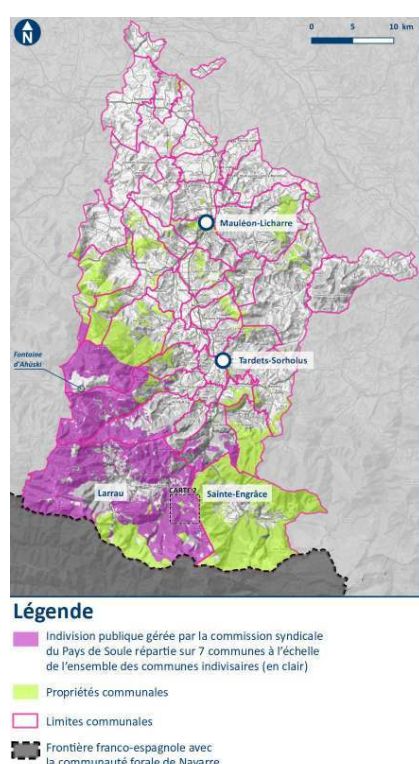 N
0 5 10 km
Mauléon-Licharre
Fontaine
d'Ahüski
Tardets-Sorholus
Larrau
CARTE 2
Sainte-Engrâce
Légende
Indivision publique gérée par la commission syndicale
du Pays de Soule répartie sur 7 communes à l'échelle
de l'ensemble des communes indivisaires (en clair)
Propriétés communales
Limites communales
Frontière franco-espagnole avec
la communauté forale de Navarre